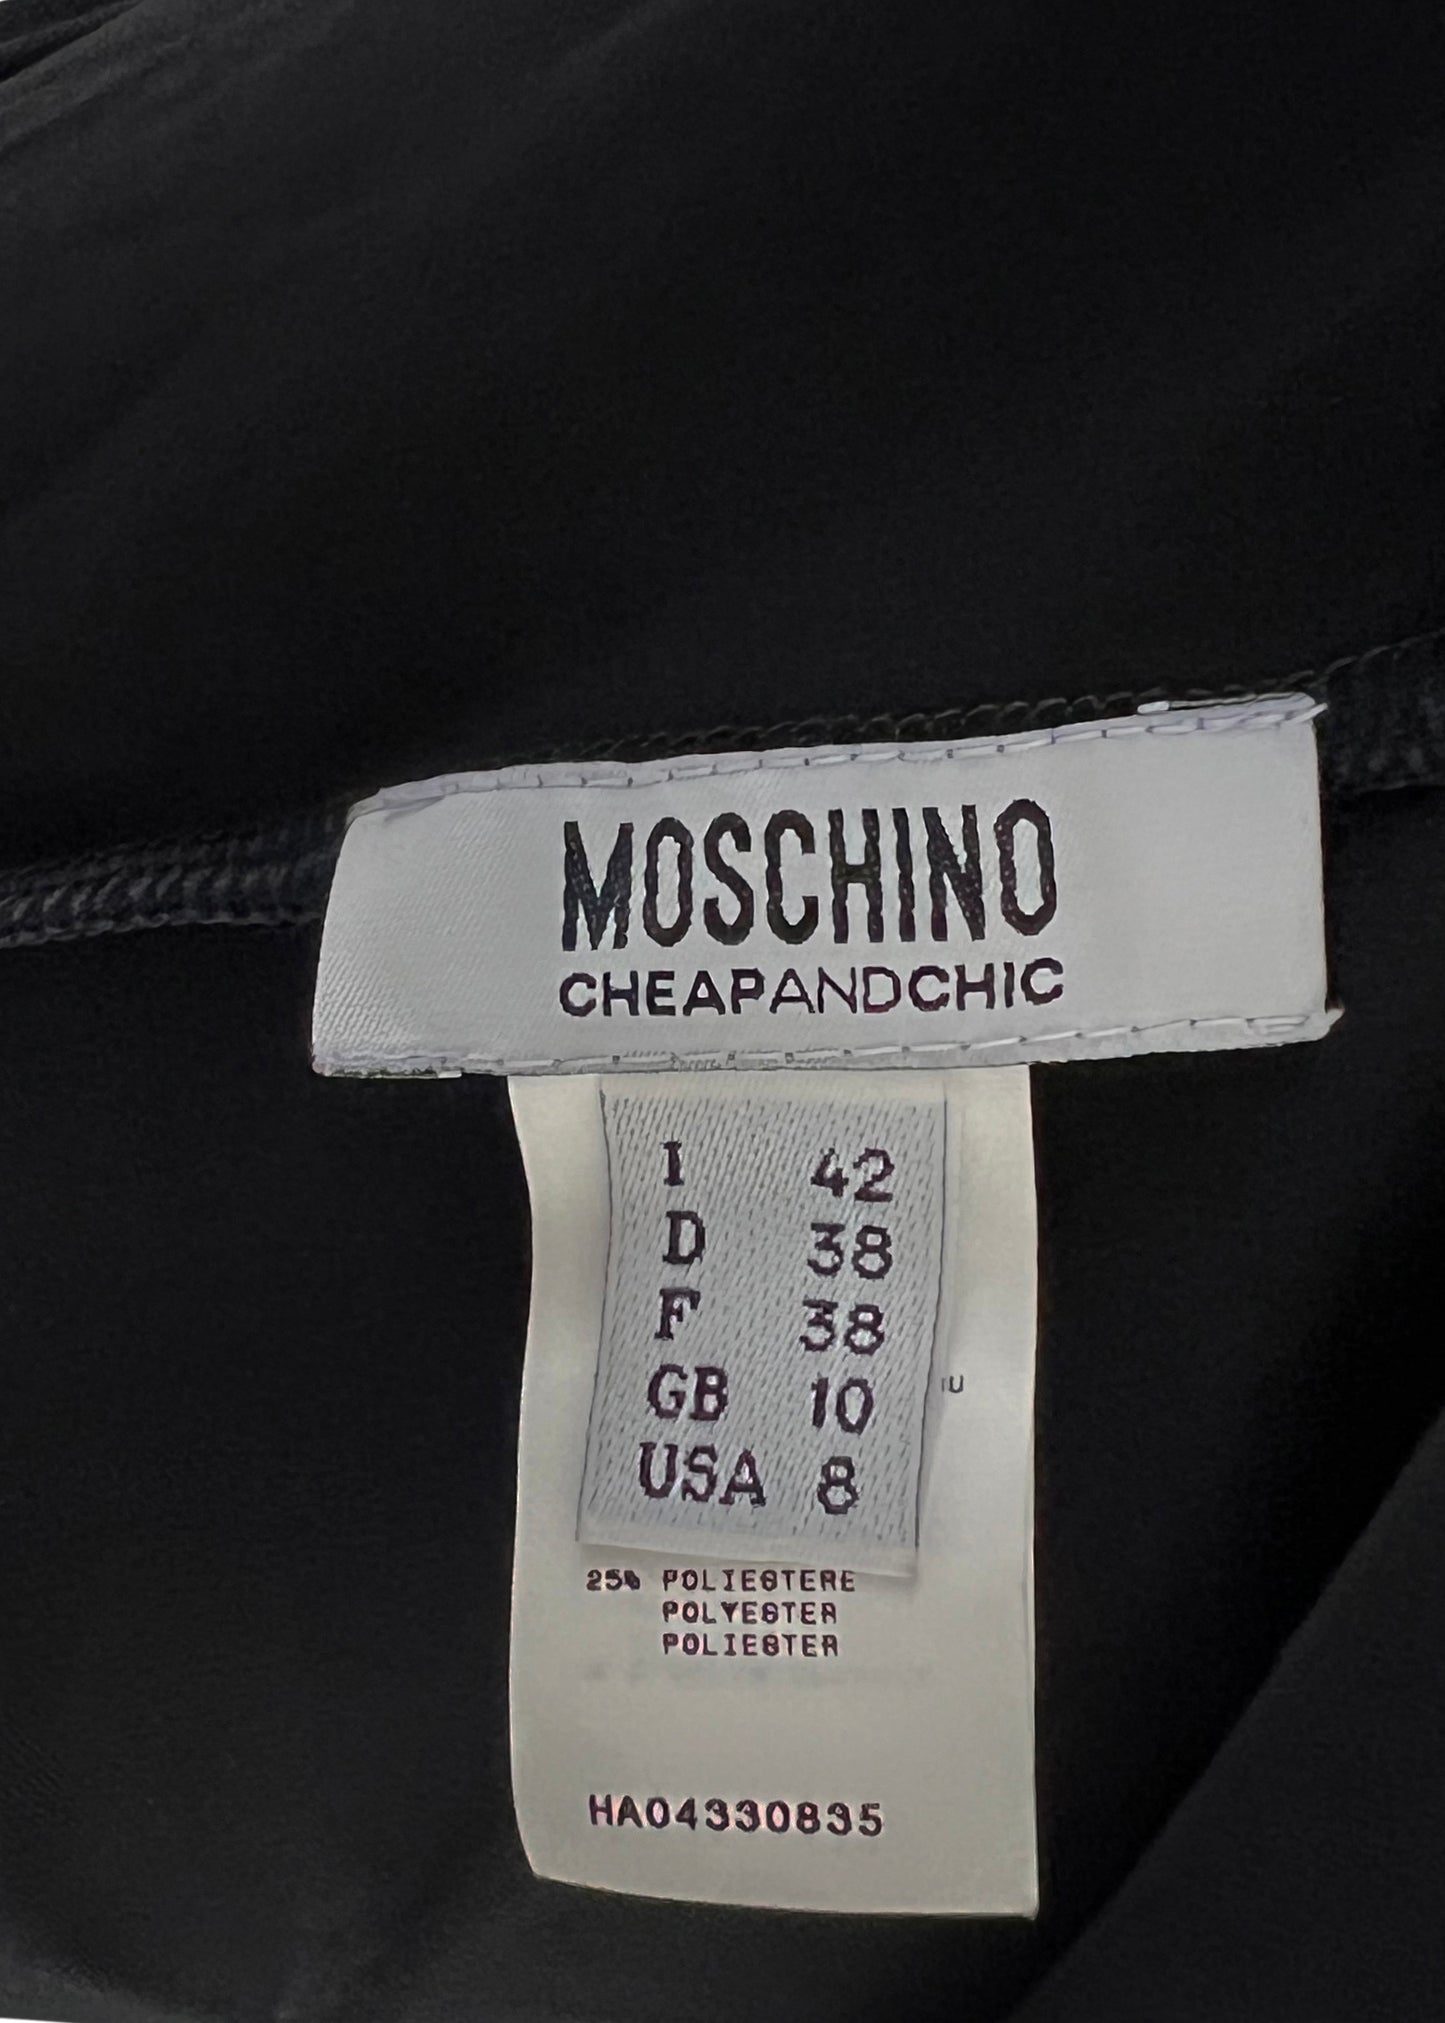 MOSCHINO
CHEAPANDCHIC
I 42
D 38
F 38
GB 10
USA 8
25% POLIESTERE
POLYESTER
POLIESTER
HA04330835